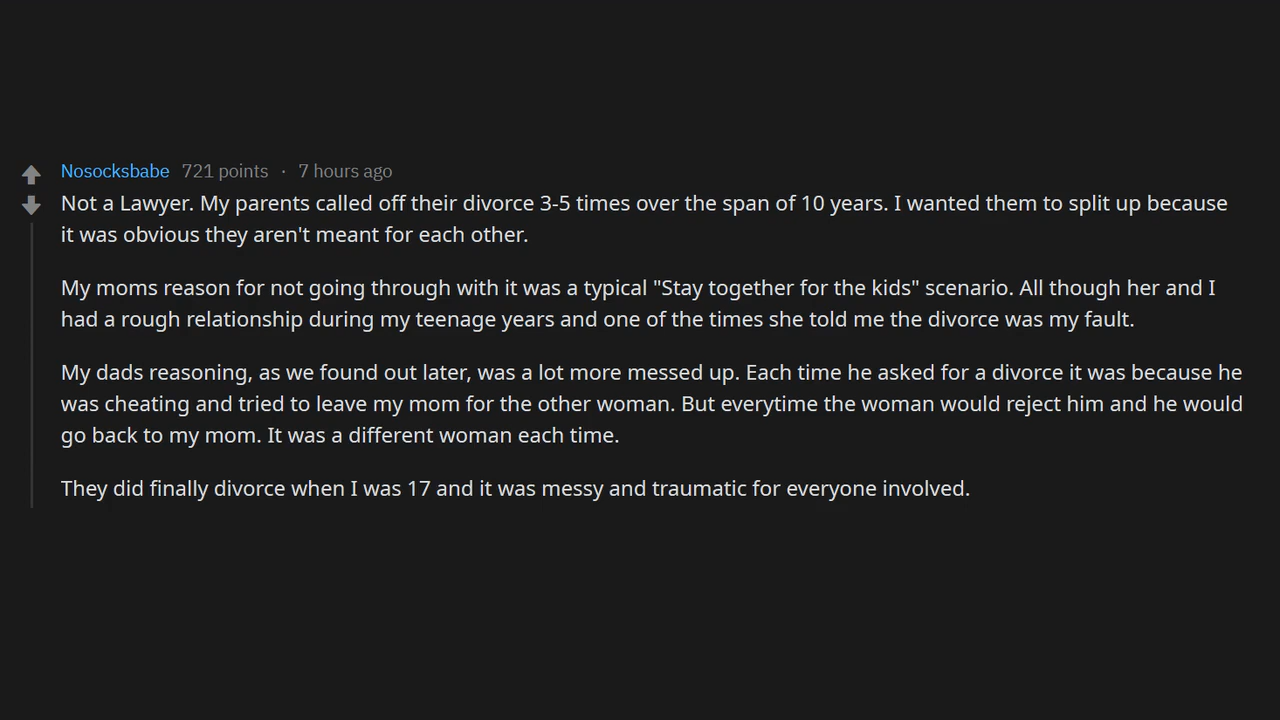 Nosocksbabe 721 points · 7 hours ago
Not a Lawyer. My parents called off their divorce 3-5 times over the span of 10 years. I wanted them to split up because
it was obvious they aren't meant for each other.
My moms reason for not going through with it was a typical "Stay together for the kids" scenario. All though her and I
had a rough relationship during my teenage years and one of the times she told me the divorce was my fault.
My dads reasoning, as we found out later, was a lot more messed up. Each time he asked for a divorce it was because he
was cheating and tried to leave my mom for the other woman. But everytime the woman would reject him and he would
go back to my mom. It was a different woman each time.
They did finally divorce when I was 17 and it was messy and traumatic for everyone involved.